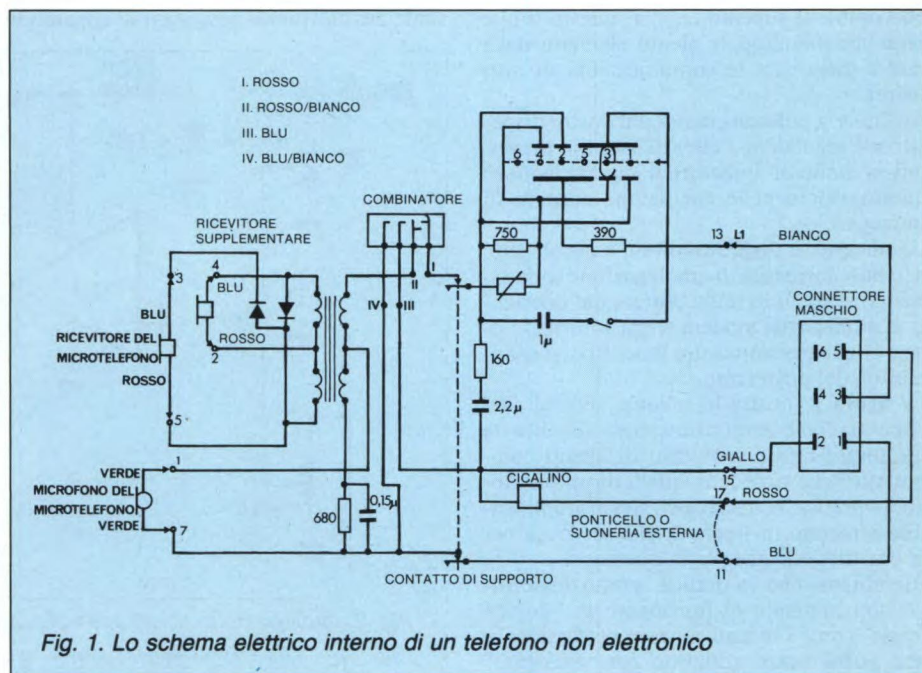 I. ROSSO
II. ROSSO/BIANCO
III. BLU
IV. BLU/BIANCO
RICEVITORE
SUPPLEMENTARE
COMBINATORE
6 4 2 5 3 1
750
390
13 L1
BIANCO
CONNETTORE
MASCHIO
3
4
BLU
BLU
RICEVITORE DEL
MICROTELEFONO
ROSSO
2
ROSSO
5
I
II
IV III
1µ
160
2,2µ
6 5
4 3
2 1
1
VERDE
MICROFONO DEL
MICROTELEFONO
VERDE
7
680
0,15µ
CICALINO
GIALLO
15
17 ROSSO
PONTICELLO O
SUONERIA ESTERNA
BLU
11
CONTATTO DI SUPPORTO
Fig. 1. Lo schema elettrico interno di un telefono non elettronico